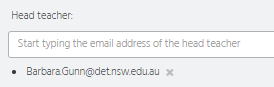 Head teacher:
Start typing the email address of the head teacher
• Barbara.Gunn@det.nsw.edu.au ×